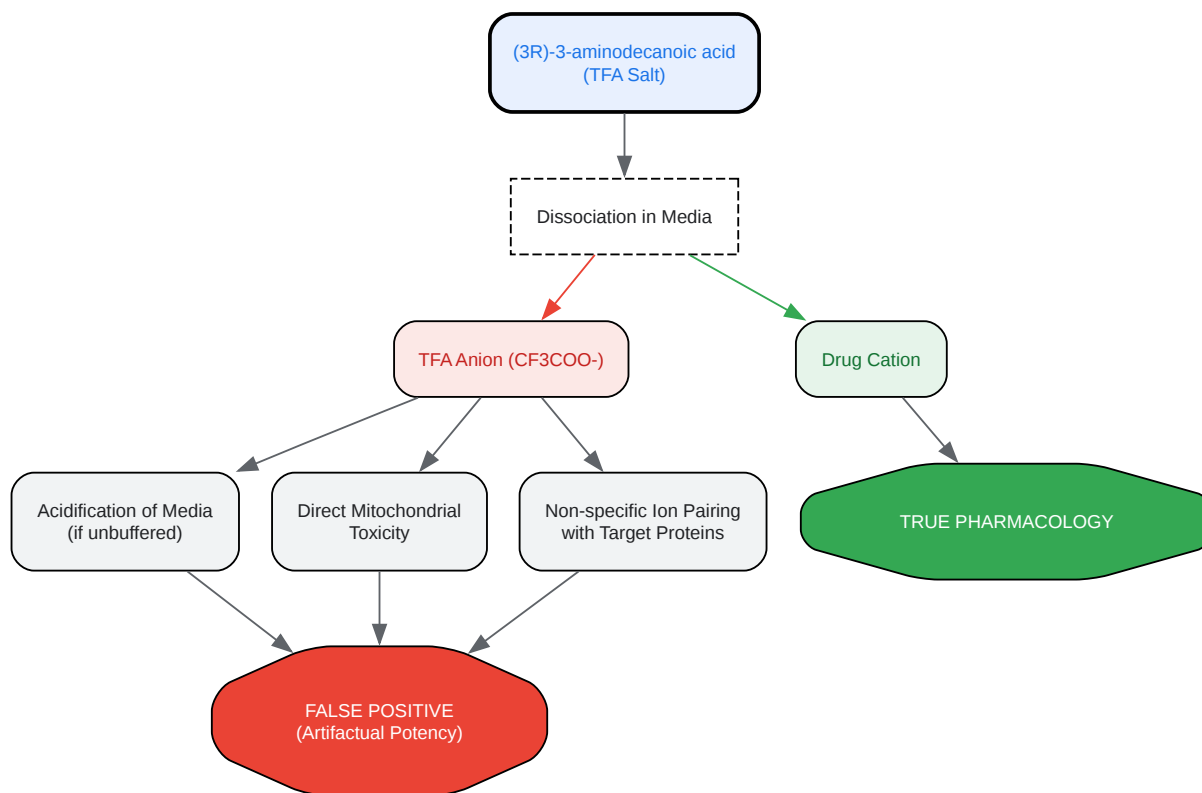 (3R)-3-aminodecanoic acid
(TFA Salt)
Dissociation in Media
TFA Anion (CF3COO-)
Drug Cation
Acidification of Media
(if unbuffered)
Direct Mitochondrial
Toxicity
Non-specific Ion Pairing
with Target Proteins
TRUE PHARMACOLOGY
FALSE POSITIVE
(Artifactual Potency)